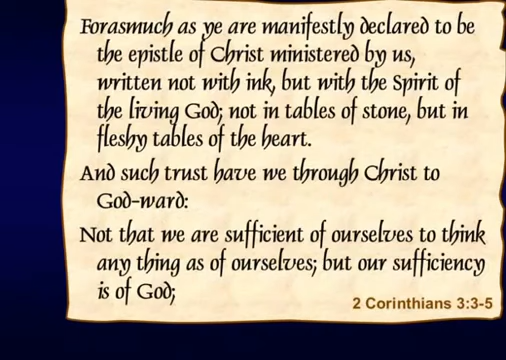 Forasmuch as ye are manifestly declared to be
the epistle of Christ ministered by us,
written not with ink, but with the Spirit of
the living God; not in tables of stone, but in
fleshy tables of the heart.
And such trust have we through Christ to
God-ward:
Not that we are sufficient of ourselves to think
any thing as of ourselves; but our sufficiency
is of God;
2 Corinthians 3:3-5